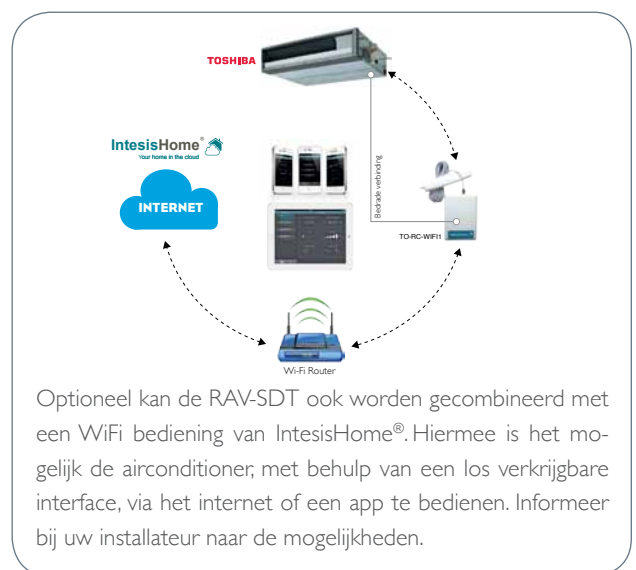 TOSHIBA
IntesisHome®
Your home in the cloud
INTERNET
Bedrade verbinding
TO-RC-WIFI1
Wi-Fi Router
Optioneel kan de RAV-SDT ook worden gecombineerd met
een WiFi bediening van IntesisHome®. Hiermee is het mo-
gelijk de airconditioner, met behulp van een los verkrijgbare
interface, via het internet of een app te bedienen. Informeer
bij uw installateur naar de mogelijkheden.